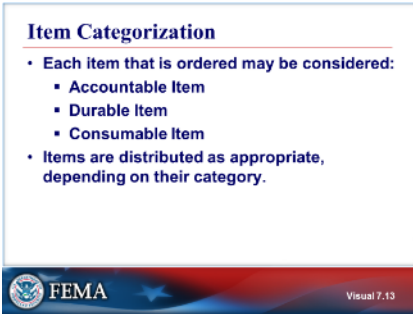 Item Categorization
• Each item that is ordered may be considered:
▪ Accountable Item
▪ Durable Item
▪ Consumable Item
• Items are distributed as appropriate,
depending on their category.
FEMA
Visual 7.13